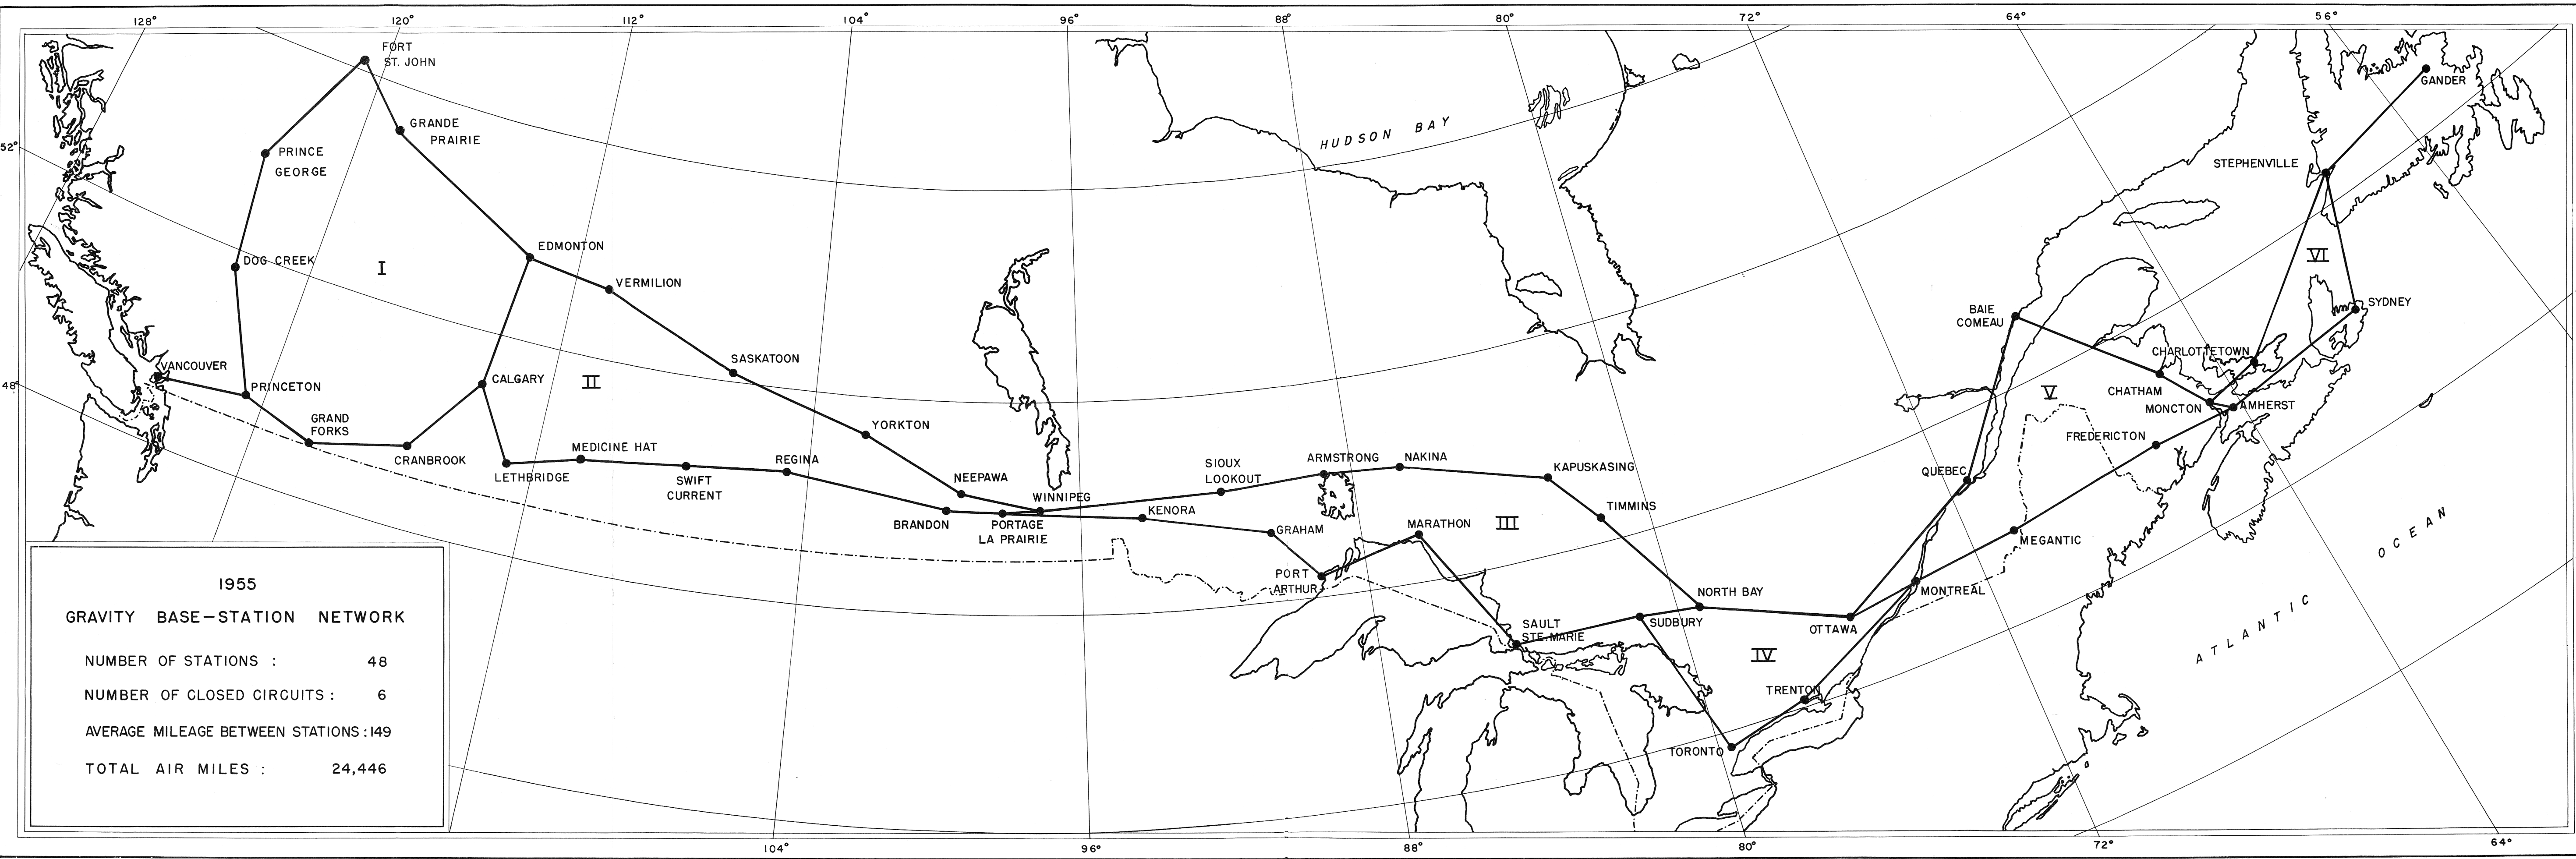 128°
120°
112°
104°
96°
88°
80°
72°
64°
56°
52°
48°
FORT
ST. JOHN
GRANDE
PRAIRIE
PRINCE
GEORGE
DOG CREEK
I
EDMONTON
VERMILION
VANCOUVER
PRINCETON
GRAND
FORKS
CRANBROOK
CALGARY
II
LETHBRIDGE
MEDICINE HAT
SWIFT
CURRENT
REGINA
SASKATOON
YORKTON
NEEPAWA
BRANDON
PORTAGE
LA PRAIRIE
WINNIPEG
KENORA
SIOUX
LOOKOUT
GRAHAM
ARMSTRONG
NAKINA
PORT
ARTHUR
MARATHON
III
KAPUSKASING
TIMMINS
NORTH BAY
SAULT
STE. MARIE
SUDBURY
IV
TRENTON
TORONTO
OTTAWA
MONTREAL
MEGANTIC
QUEBEC
BAIE
COMEAU
V
CHARLOTTETOWN
CHATHAM
MONCTON
AMHERST
FREDERICTON
VI
SYDNEY
STEPHENVILLE
GANDER
HUDSON BAY
ATLANTIC OCEAN
1955
GRAVITY BASE-STATION NETWORK
NUMBER OF STATIONS : 48
NUMBER OF CLOSED CIRCUITS : 6
AVERAGE MILEAGE BETWEEN STATIONS : 149
TOTAL AIR MILES : 24,446
104°
96°
88°
80°
72°
64°